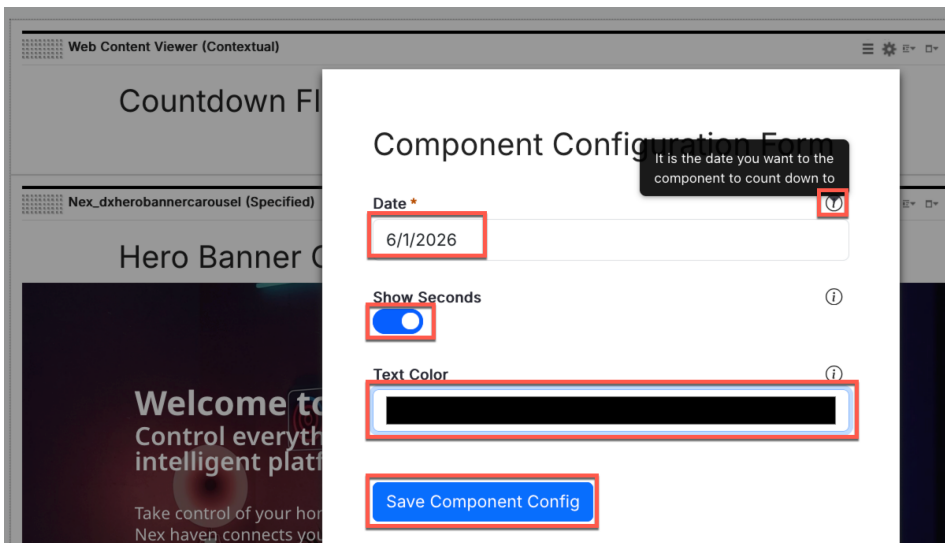 Web Content Viewer (Contextual)
Countdown Fl
Component Configuration Form
It is the date you want to the
component to count down to
Nex_dxherobannercarousel (Specified)
Date *
6/1/2026
Hero Banner C
Show Seconds
Text Color
Welcome to
Control everyth
intelligent platf
Save Component Config
Take control of your hor
Nex haven connects you